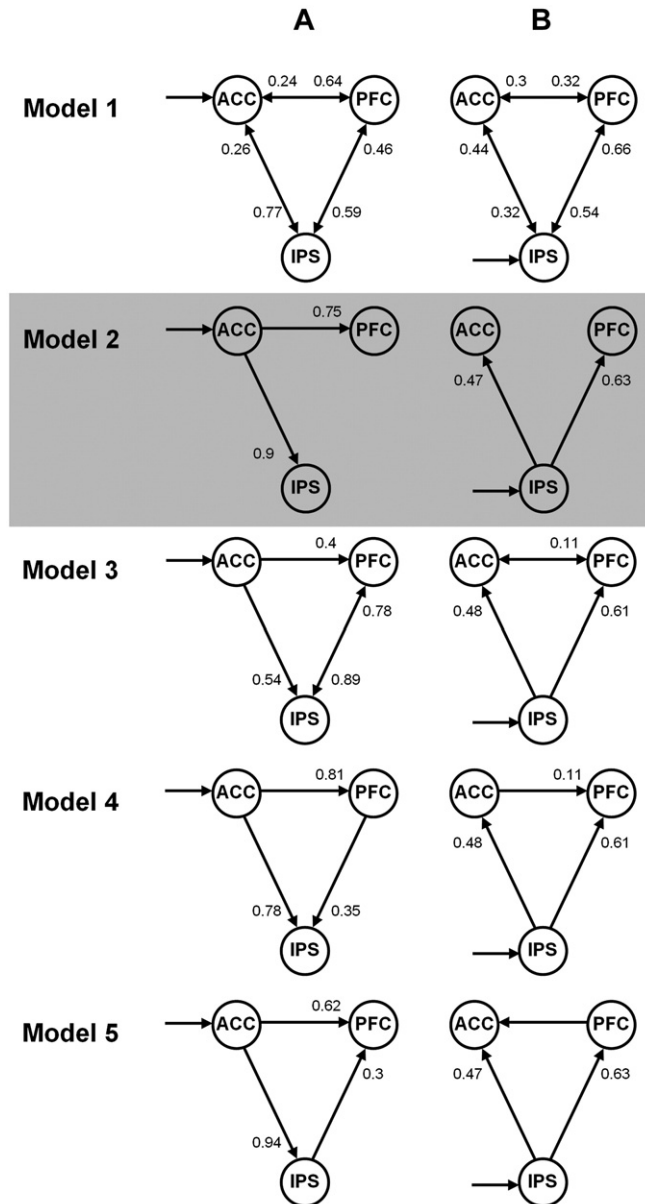 A B
Model 1
ACC 0.24 0.64 PFC
0.26 0.46
0.77 0.59
IPS
ACC 0.3 0.32 PFC
0.44 0.66
0.32 0.54
IPS
Model 2
ACC 0.75 PFC
0.9
IPS
ACC PFC
0.47 0.63
IPS
Model 3
ACC 0.4 PFC
0.78
0.54 0.89
IPS
ACC 0.11 PFC
0.48 0.61
IPS
Model 4
ACC 0.81 PFC
0.78 0.35
IPS
ACC 0.11 PFC
0.48 0.61
IPS
Model 5
ACC 0.62 PFC
0.3
0.94
IPS
ACC PFC
0.47 0.63
IPS